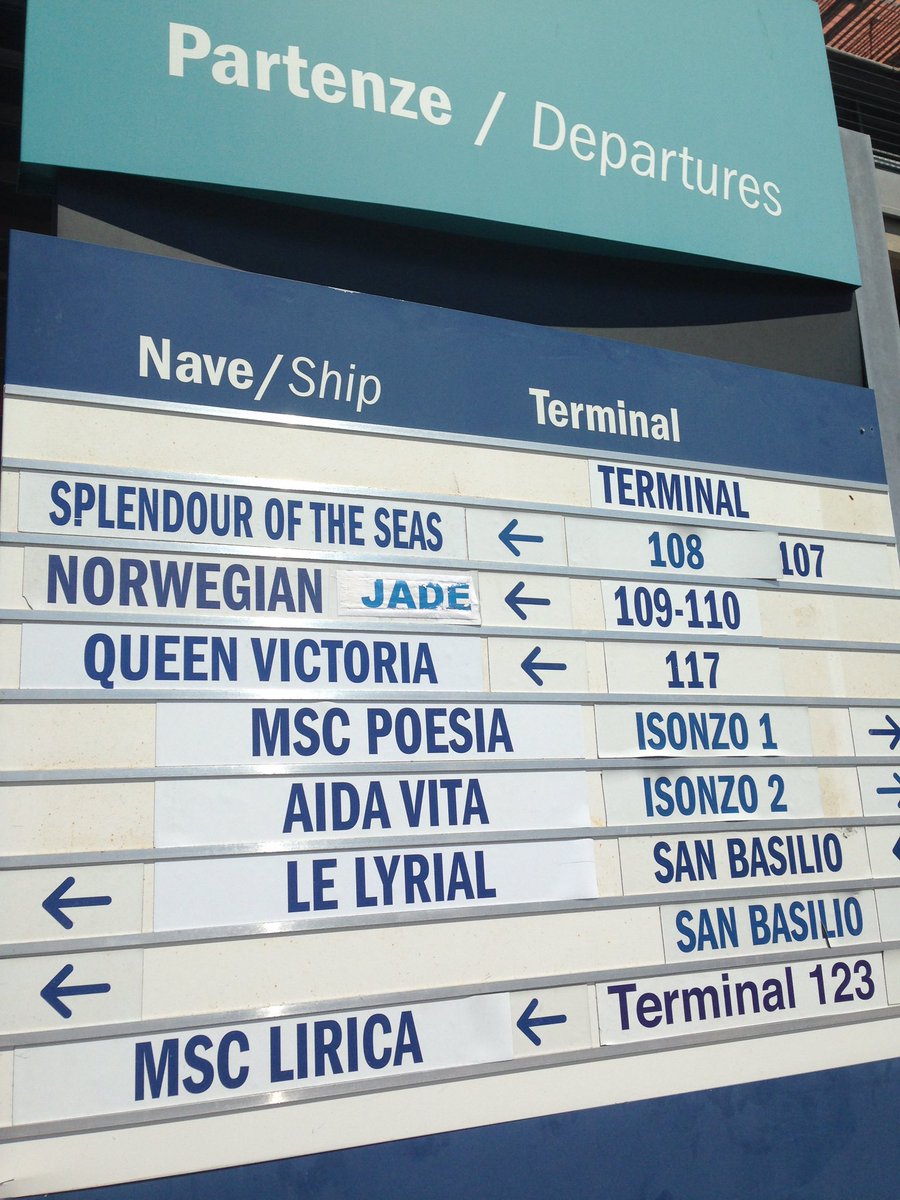 Partenze / Departures
Nave/Ship Terminal
TERMINAL
SPLENDOUR OF THE SEAS ← 108 107
NORWEGIAN JADE ← 109-110
QUEEN VICTORIA ← 117
MSC POESIA ISONZO 1 →
AIDA VITA ISONZO 2 →
← LE LYRIAL SAN BASILIO
← SAN BASILIO
MSC LIRICA ← Terminal 123